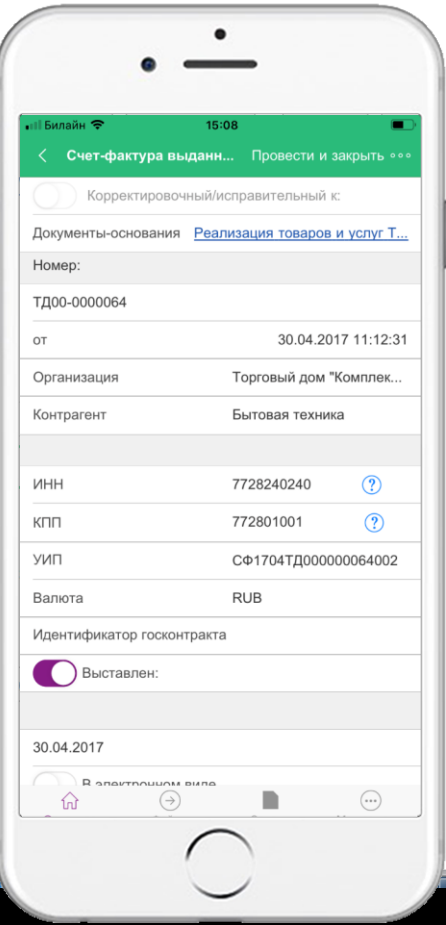 Билайн 15:08
Счет-фактура выданн... Провести и закрыть
Корректировочный/исправительный к:
Документы-основания Реализация товаров и услуг Т...
Номер:
ТД00-0000064
от 30.04.2017 11:12:31
Организация Торговый дом "Комплек...
Контрагент Бытовая техника
ИНН 7728240240 ?
КПП 772801001 ?
УИП СФ1704ТД000000064002
Валюта RUB
Идентификатор госконтракта
Выставлен:
30.04.2017
В электронном виде